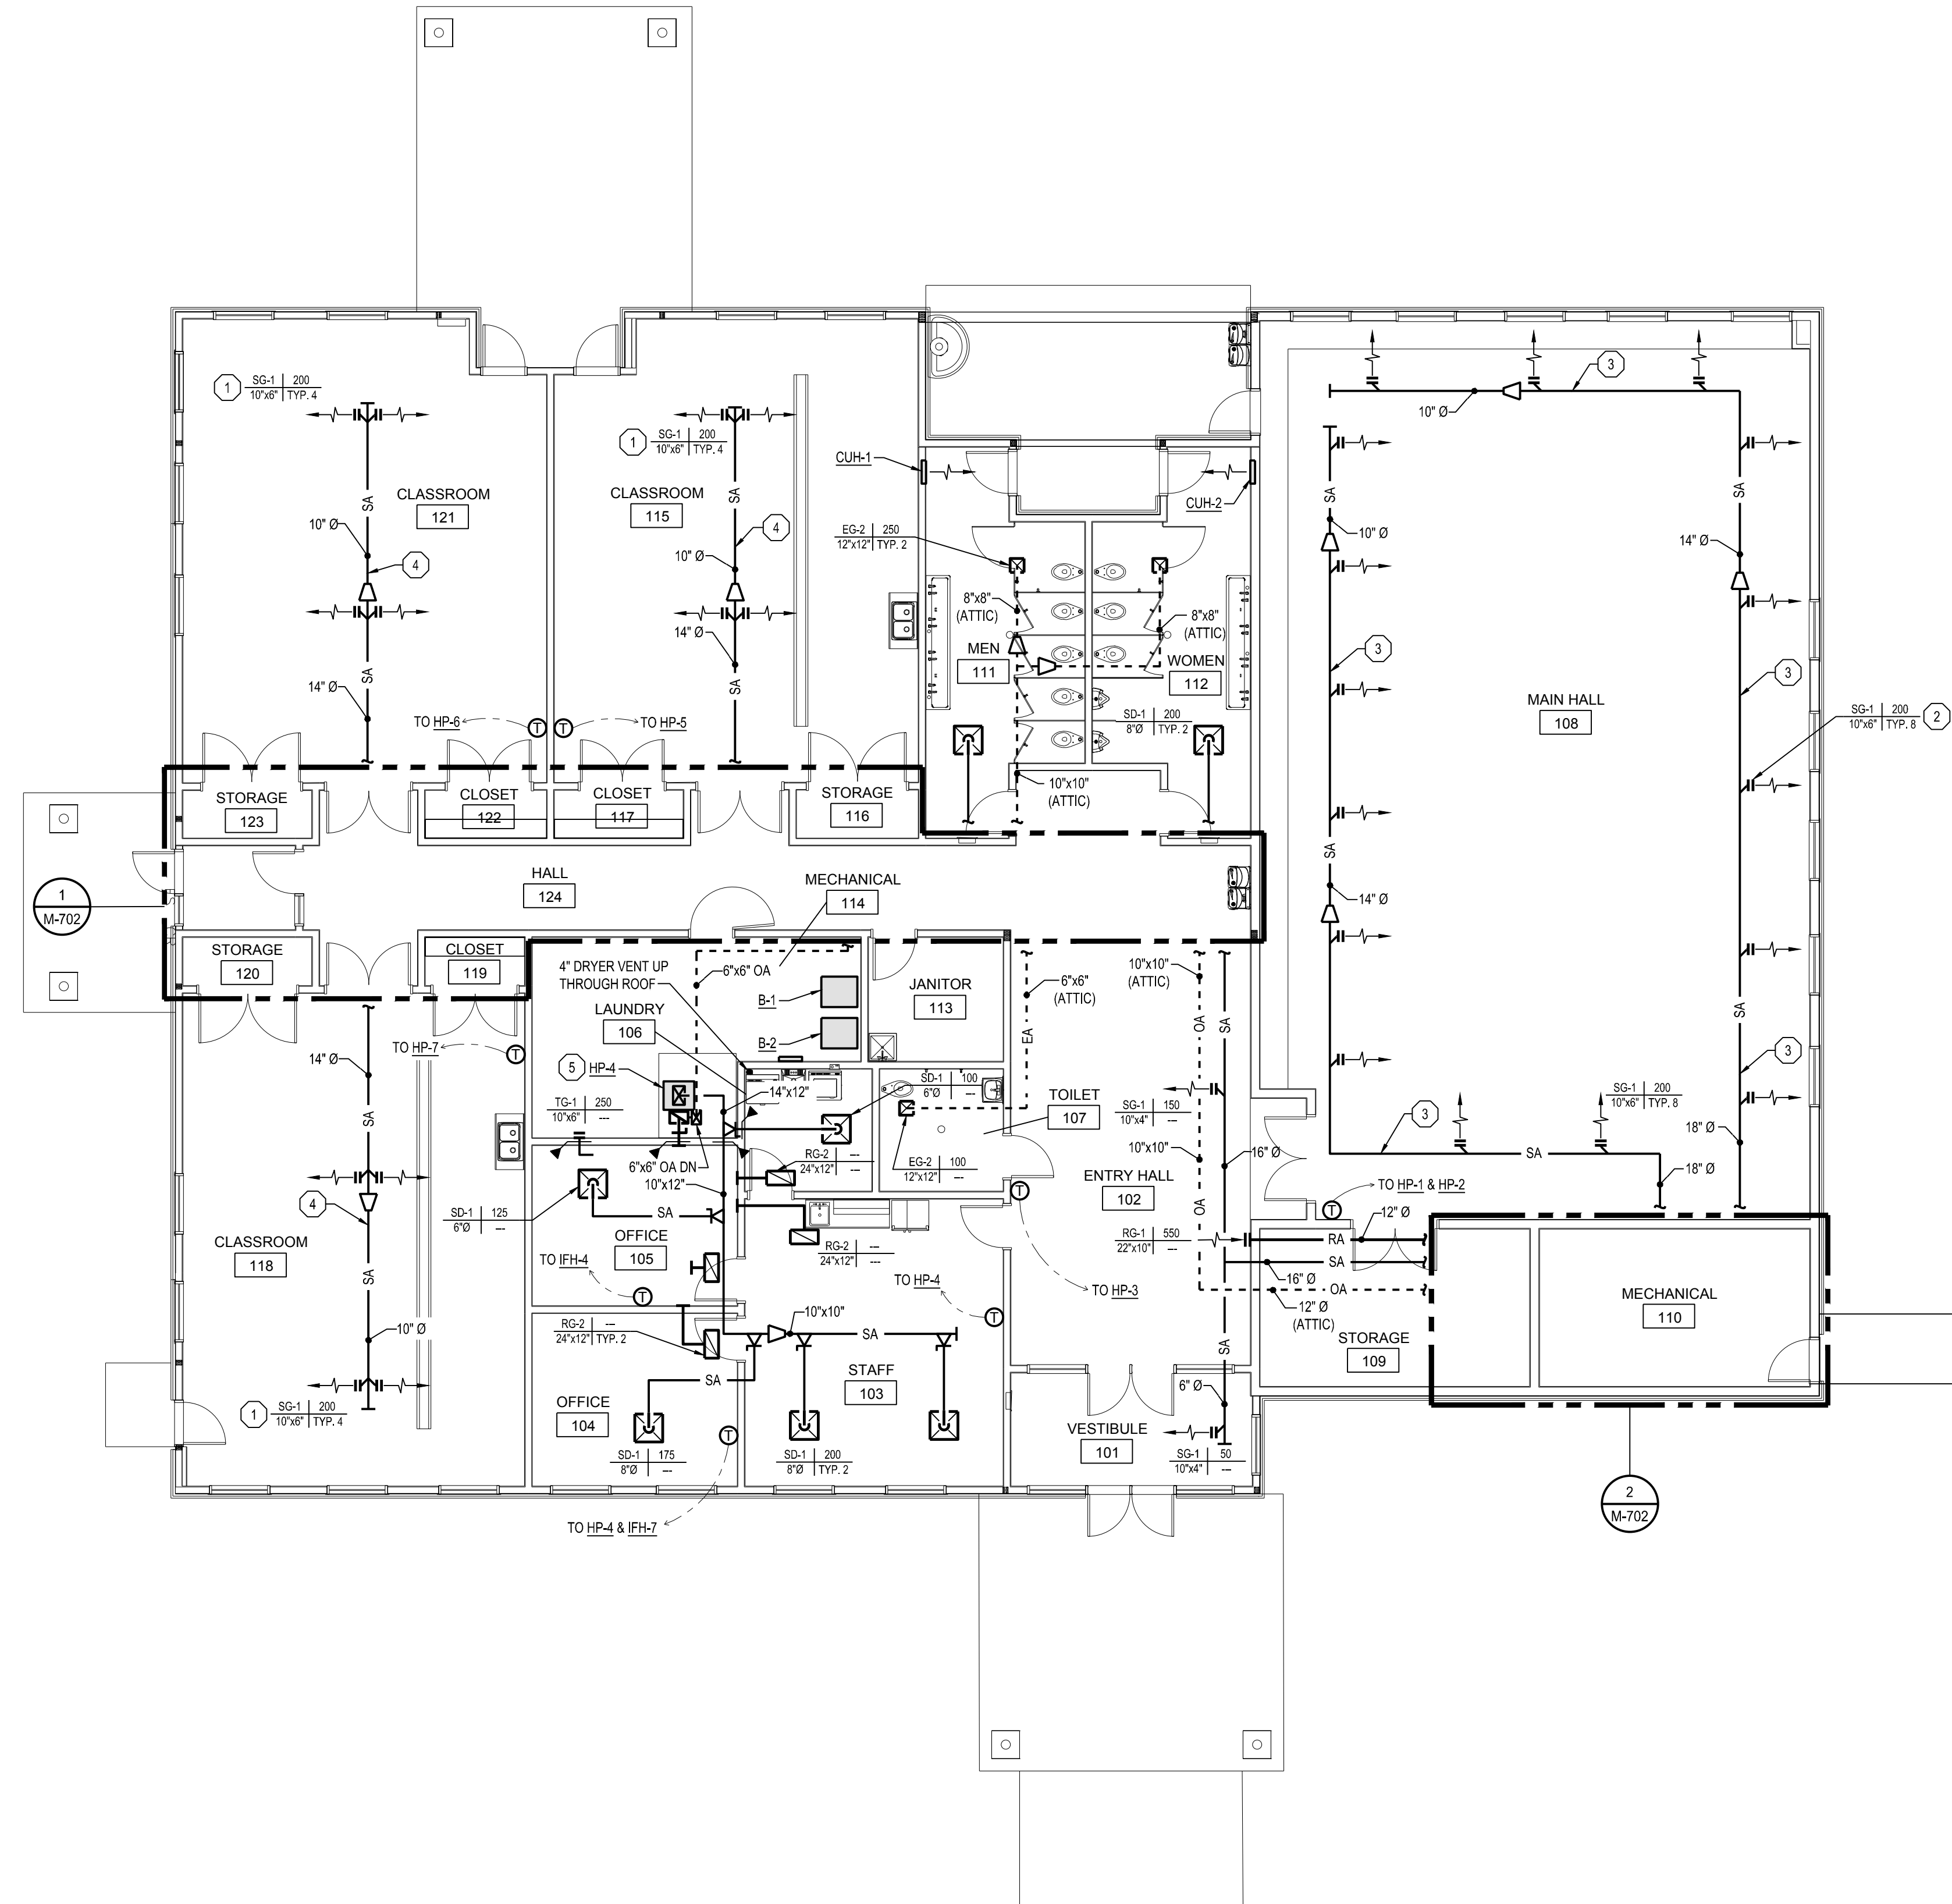 1
SG-1 200
10"x6" TYP. 4
CLASSROOM
121
SA
10" Ø
4
SA
14" Ø
TO HP-6
T
1
SG-1 200
10"x6" TYP. 4
CLASSROOM
115
SA
4
10" Ø
14" Ø
SA
T
TO HP-5
CUH-1
CUH-2
EG-2 250
12"x12" TYP. 2
8"x8"
(ATTIC)
8"x8"
(ATTIC)
MEN
111
WOMEN
112
SD-1 200
8"Ø TYP. 2
10"x10"
(ATTIC)
3
10" Ø
SA
10" Ø
SA
14" Ø
3
3
MAIN HALL
108
SG-1 200
10"x6" TYP. 8
2
SA
14" Ø
SA
3
SG-1 200
10"x6" TYP. 8
3
SA
18" Ø
18" Ø
STORAGE
123
CLOSET
122
CLOSET
117
STORAGE
116
HALL
124
MECHANICAL
114
1
M-702
STORAGE
120
CLOSET
119
4" DRYER VENT UP
THROUGH ROOF
6"x6" OA
B-1
B-2
JANITOR
113
LAUNDRY
106
5
HP-4
TG-1 250
10"x6" ---
14"x12"
SD-1 100
6"Ø ---
6"x6" OA DN
10"x12"
RG-2 ---
24"x12" ---
EG-2 100
12"x12" ---
TOILET
107
6"x6"
(ATTIC)
EA
10"x10"
(ATTIC)
OA
SA
SG-1 150
10"x4" ---
10"x10"
16" Ø
ENTRY HALL
102
OA
TO HP-7
T
14" Ø
SA
4
CLASSROOM
118
SA
10" Ø
1
SG-1 200
10"x6" TYP. 4
SD-1 125
6"Ø ---
SA
OFFICE
105
TO IFH-4
T
RG-2 ---
24"x12" ---
TO HP-4
T
T
TO HP-3
RG-1 550
22"x10" ---
T
TO HP-1 & HP-2
12" Ø
RA
SA
16" Ø
OA
12" Ø
(ATTIC)
STORAGE
109
MECHANICAL
110
RG-2 ---
24"x12" TYP. 2
10"x10"
SA
STAFF
103
SA
OFFICE
104
T
SD-1 175
8"Ø ---
SD-1 200
8"Ø TYP. 2
SA
6" Ø
VESTIBULE
101
SG-1 50
10"x4" ---
TO HP-4 & IFH-7
2
M-702